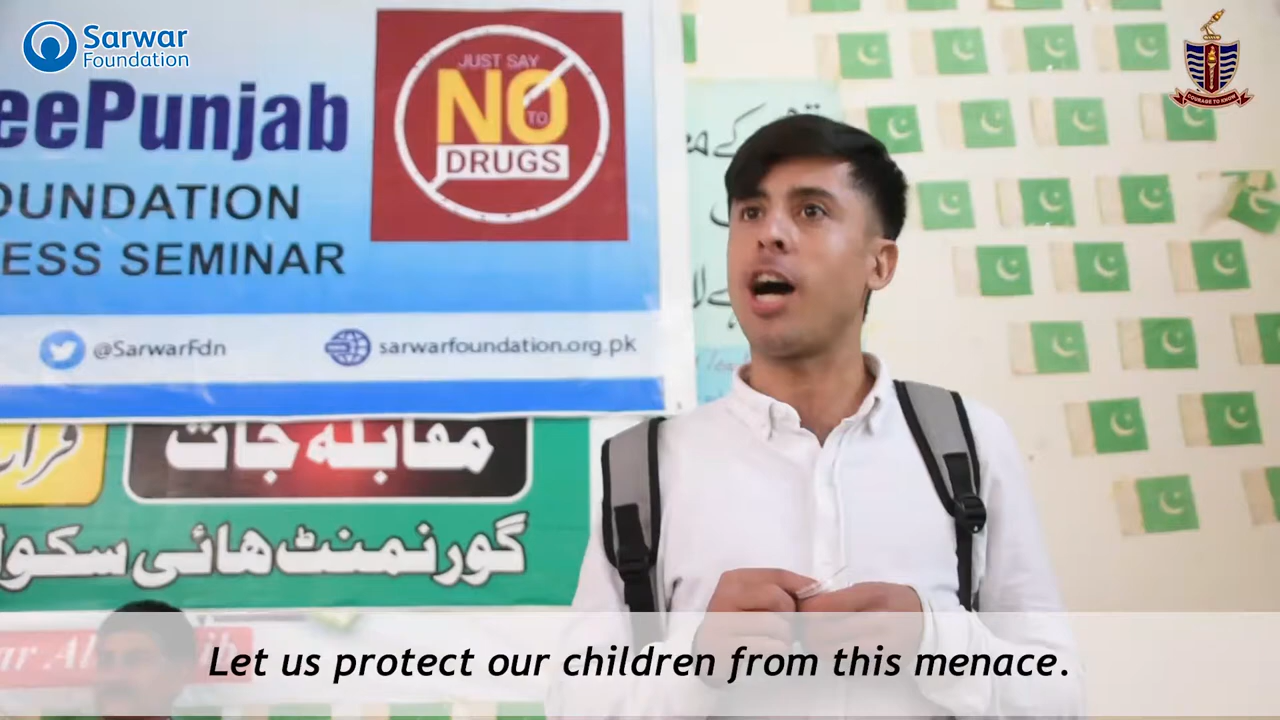 Sarwar
Foundation
eePunjab
OUNDATION
ESS SEMINAR
JUST SAY
NO
TO
DRUGS
@SarwarFdn
sarwarfoundation.org.pk
COURAGE TO KNOW
مقابلہ جات
گورنمنٹ ھائی سکو
Let us protect our children from this menace.